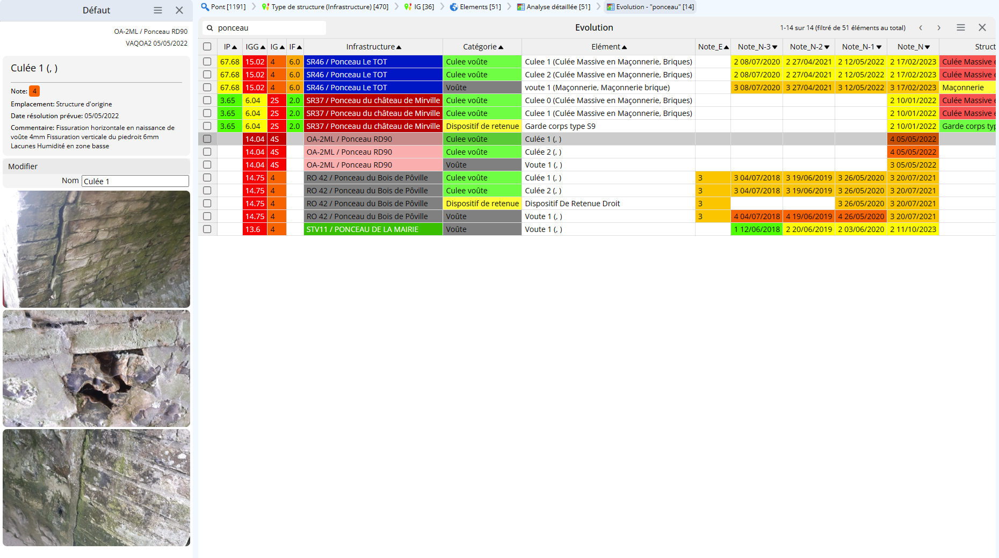 Défaut
OA-2ML / Ponceau RD90
VAQOA2 05/05/2022
Culée 1 (, )
Note: 4
Emplacement: Structure d'origine
Date résolution prévue: 05/05/2022
Commentaire: Fissuration horizontale en naissance de
voûte 4mm Fissuration verticale du piedroit 6mm
Lacunes Humidité en zone basse
Modifier
Nom Culée 1
Pont [1191] Type de structure (Infrastructure) [470] IG [36] Elements [51] Analyse détaillée [51] Evolution - "ponceau" [14]
ponceau Evolution 1-14 sur 14 (filtré de 51 éléments au total)
IP IGG IG IF Infrastructure Catégorie Elément Note_E Note_N-3 Note_N-2 Note_N-1 Note_N Struct
67.68 15.02 4 6.0 SR46 / Ponceau Le TOT Culee voûte Culee 1 (Culée Massive en Maçonnerie, Briques) 2 08/07/2020 2 27/04/2021 2 12/05/2022 2 17/02/2023 Culée Massive e
67.68 15.02 4 6.0 SR46 / Ponceau Le TOT Culee voûte Culee 2 (Culée Massive en Maçonnerie, Briques) 2 08/07/2020 2 27/04/2021 2 12/05/2022 2 17/02/2023 Culée Massive e
67.68 15.02 4 6.0 SR46 / Ponceau Le TOT Voûte voute 1 (Maçonnerie, Maçonnerie brique) 3 08/07/2020 3 27/04/2021 3 12/05/2022 3 17/02/2023 Maçonnerie
3.65 6.04 2S 2.0 SR37 / Ponceau du château de Mirville Culee voûte Culee 0 (Culée Massive en Maçonnerie, Briques) 2 10/01/2022 Culée Massive e
3.65 6.04 2S 2.0 SR37 / Ponceau du château de Mirville Culee voûte Culee 1 (Culée Massive en Maçonnerie, Briques) 2 10/01/2022 Culée Massive e
3.65 6.04 2S 2.0 SR37 / Ponceau du château de Mirville Dispositif de retenue Garde corps type S9 2 10/01/2022 Garde corps typ
14.04 4S OA-2ML / Ponceau RD90 Culee voûte Culée 1 (, ) 4 05/05/2022
14.04 4S OA-2ML / Ponceau RD90 Culee voûte Culée 2 (, ) 4 05/05/2022
14.04 4S OA-2ML / Ponceau RD90 Voûte Voute 1 (, ) 3 05/05/2022
14.75 4 RO 42 / Ponceau du Bois de Pôville Culee voûte Culée 1 (, ) 3 3 04/07/2018 3 19/06/2019 3 26/05/2020 3 20/07/2021
14.75 4 RO 42 / Ponceau du Bois de Pôville Culee voûte Culée 2 (, ) 3 3 04/07/2018 3 19/06/2019 3 26/05/2020 3 20/07/2021
14.75 4 RO 42 / Ponceau du Bois de Pôville Dispositif de retenue Dispositif De Retenue Droit 3 3 26/05/2020 3 20/07/2021
14.75 4 RO 42 / Ponceau du Bois de Pôville Voûte Voute 1 (, ) 3 4 04/07/2018 4 19/06/2019 4 26/05/2020 3 20/07/2021
13.6 4 STV11 / PONCEAU DE LA MAIRIE Voûte Voute 1 (, ) 1 12/06/2018 2 20/06/2019 2 03/06/2020 2 11/10/2023